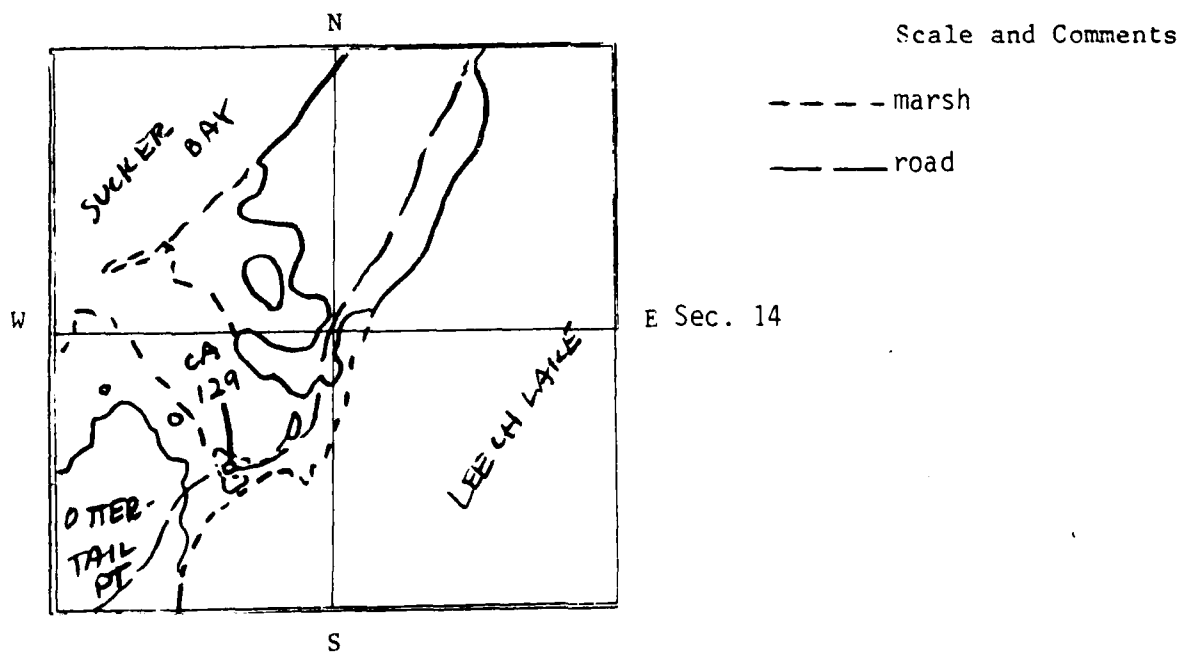 N
Scale and Comments
marsh
road
SUCKER
BAY
W
E Sec. 14
CA
129
LEECH LAKE
OTTER-
TAIL
PT
S